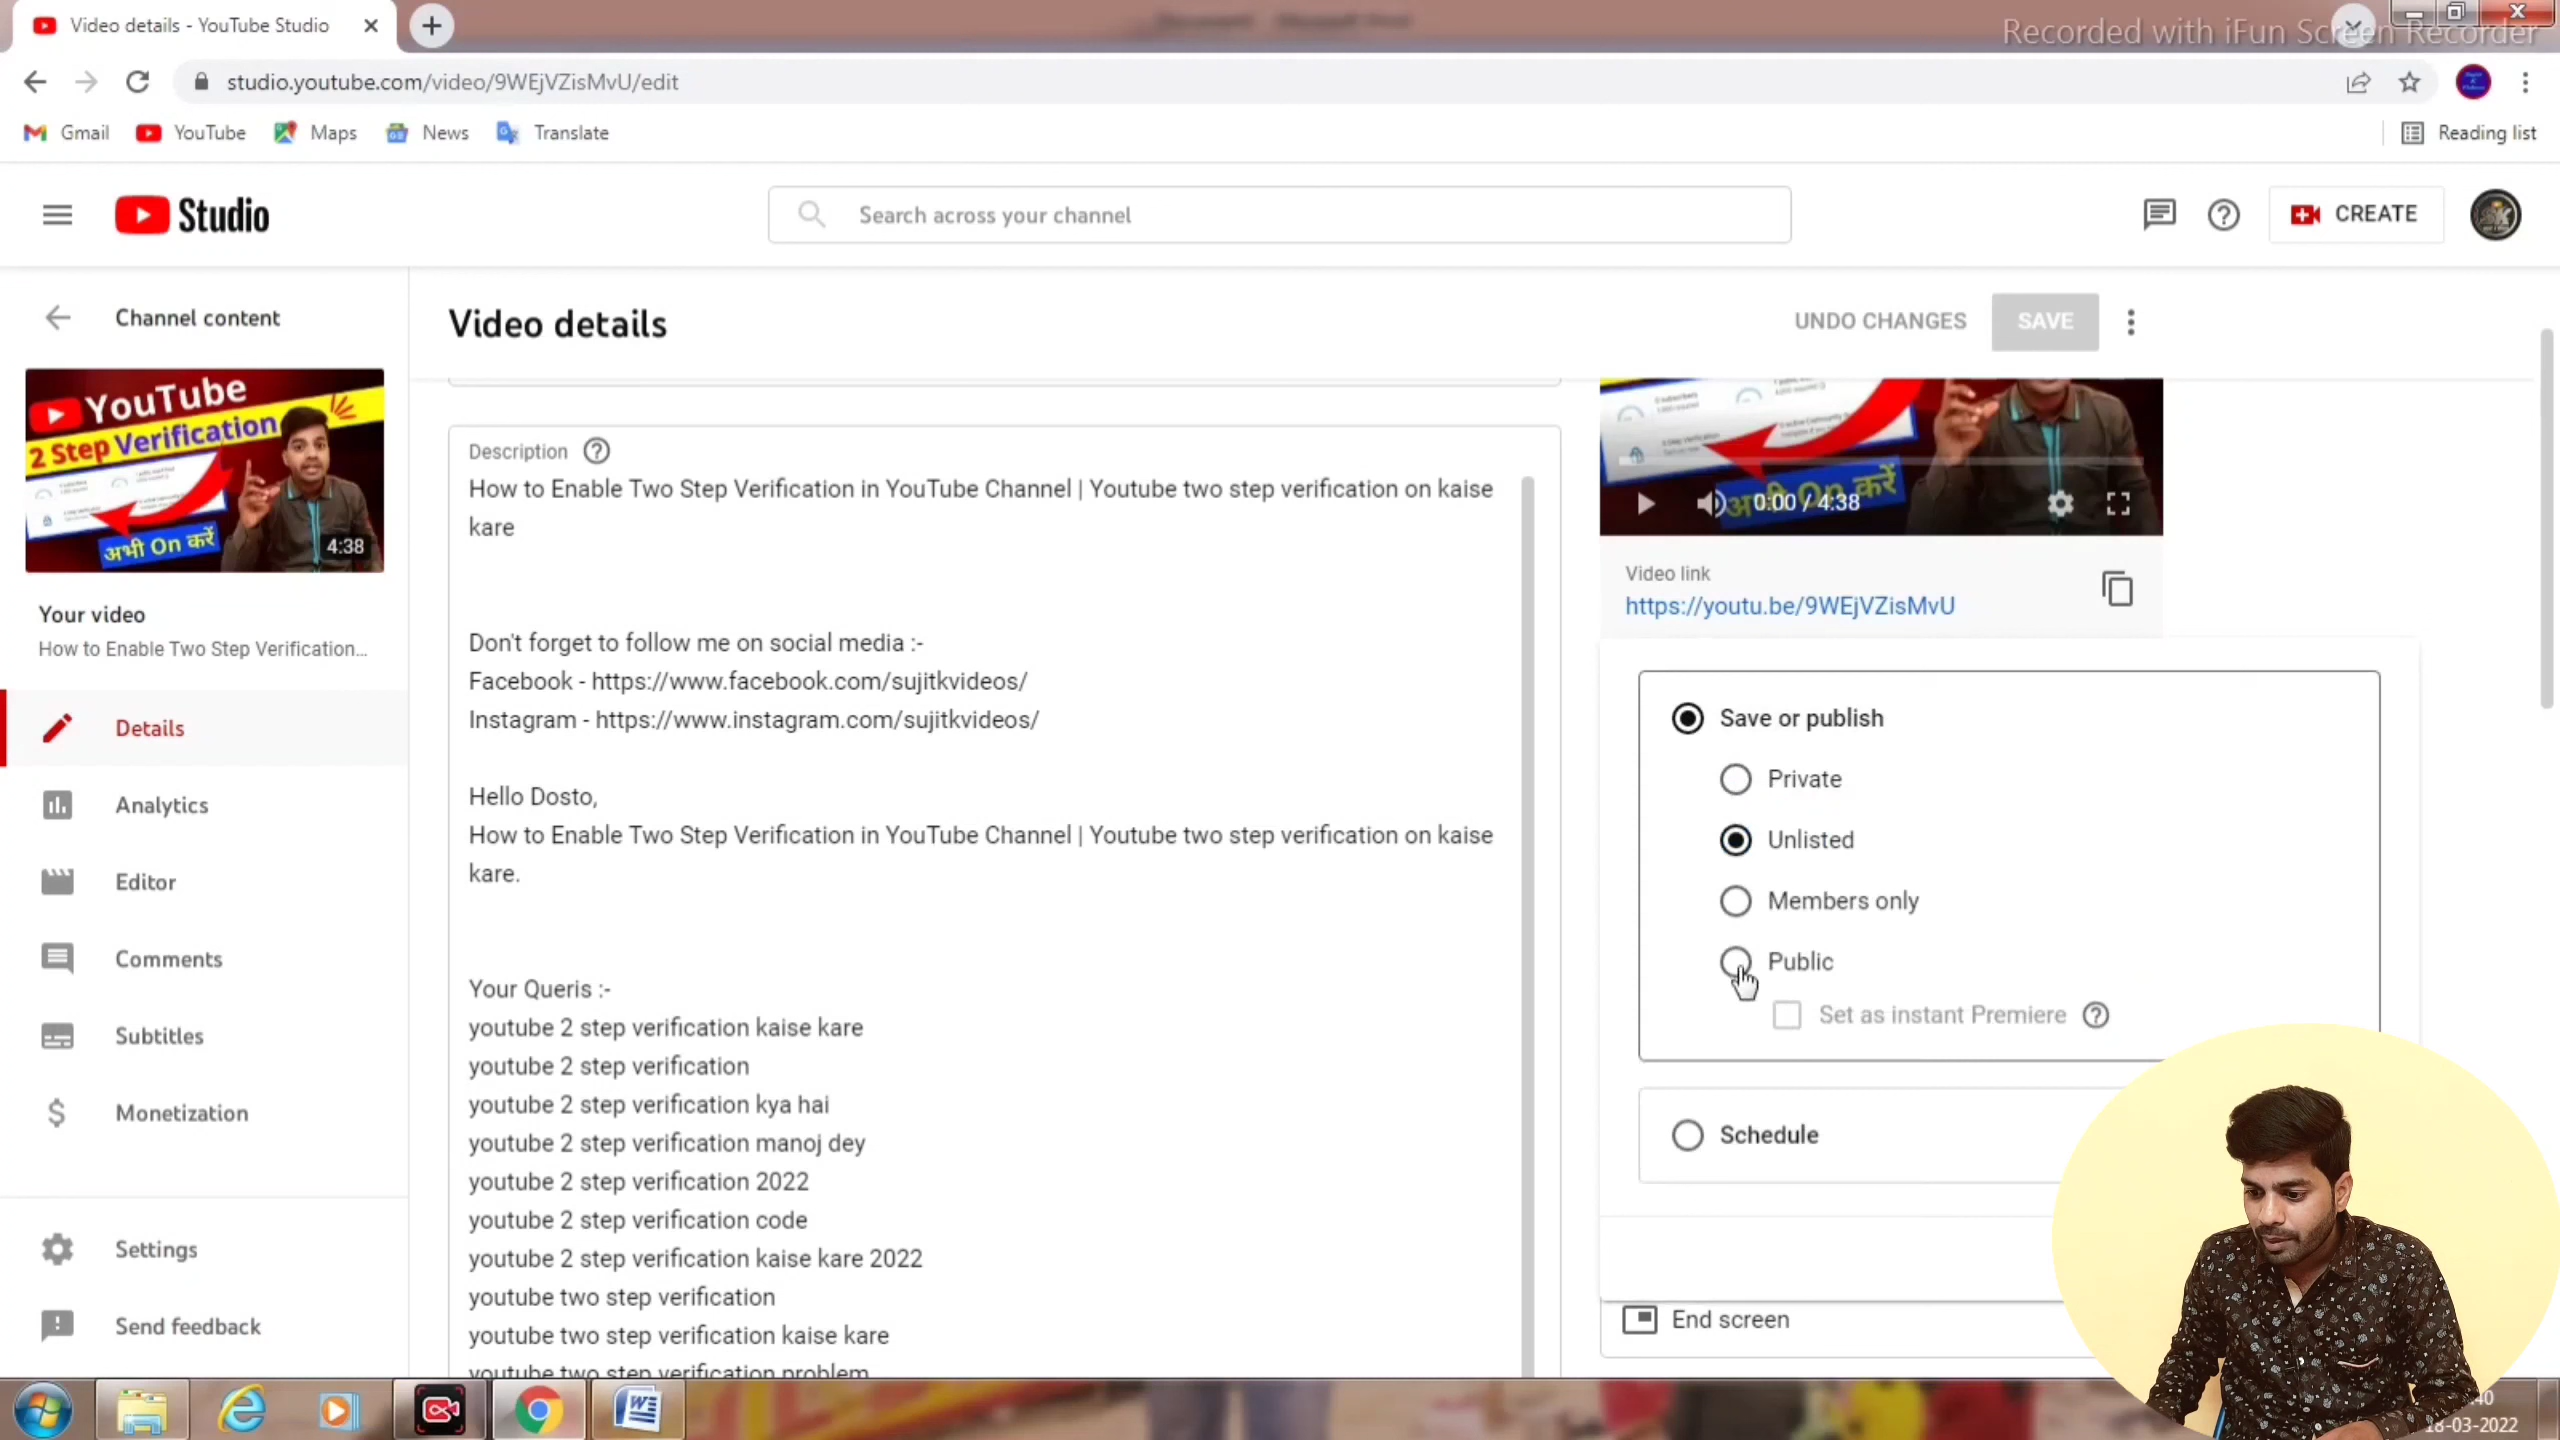 Video details - YouTube Studio
Recorded with iFun Screen Recorder
studio.youtube.com/video/9WEjVZisMvU/edit
Gmail
YouTube
Maps
News
Translate
Reading list
Studio
Search across your channel
CREATE
Channel content
Video details
UNDO CHANGES
SAVE
YouTube
2 Step Verification
अभी On करें
4:38
Your video
How to Enable Two Step Verification...
Details
Analytics
Editor
Comments
Subtitles
Monetization
Settings
Send feedback
Description
How to Enable Two Step Verification in YouTube Channel | Youtube two step verification on kaise
kare
Don't forget to follow me on social media :-
Facebook - https://www.facebook.com/sujitkvideos/
Instagram - https://www.instagram.com/sujitkvideos/
Hello Dosto,
How to Enable Two Step Verification in YouTube Channel | Youtube two step verification on kaise
kare.
Your Queris :-
youtube 2 step verification kaise kare
youtube 2 step verification
youtube 2 step verification kya hai
youtube 2 step verification manoj dey
youtube 2 step verification 2022
youtube 2 step verification code
youtube 2 step verification kaise kare 2022
youtube two step verification
youtube two step verification kaise kare
youtube two step verification problem
अभी On करें
0:00 / 4:38
Video link
https://youtu.be/9WEjVZisMvU
Save or publish
Private
Unlisted
Members only
Public
Set as instant Premiere
Schedule
End screen
18-03-2022